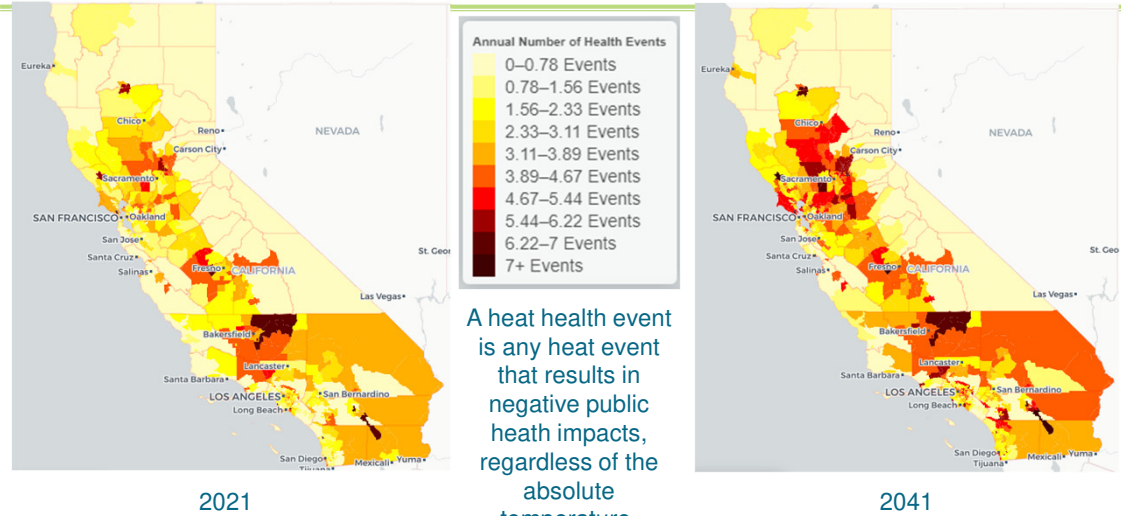 Eureka
Chico
Reno
NEVADA
Carson City
Sacramento
SAN FRANCISCO
Oakland
San Jose
St. Geor
Santa Cruz
Salinas
Fresno
CALIFORNIA
Las Vegas
Bakersfield
Lancaster
Santa Barbara
LOS ANGELES
San Bernardino
Long Beach
San Diego
Mexicali
Yuma
Tijuana
2021
Annual Number of Health Events
0–0.78 Events
0.78–1.56 Events
1.56–2.33 Events
2.33–3.11 Events
3.11–3.89 Events
3.89–4.67 Events
4.67–5.44 Events
5.44–6.22 Events
6.22–7 Events
7+ Events
A heat health event
is any heat event
that results in
negative public
heath impacts,
regardless of the
absolute
temperature
Eureka
Chico
Reno
NEVADA
Carson City
Sacramento
SAN FRANCISCO
Oakland
San Jose
St. Geo
Santa Cruz
Salinas
Fresno
CALIFORNIA
Las Vegas
Bakersfield
Lancaster
Santa Barbara
LOS ANGELES
San Bernardino
Long Beach
San Diego
Mexicali
Yuma
Tijuana
2041